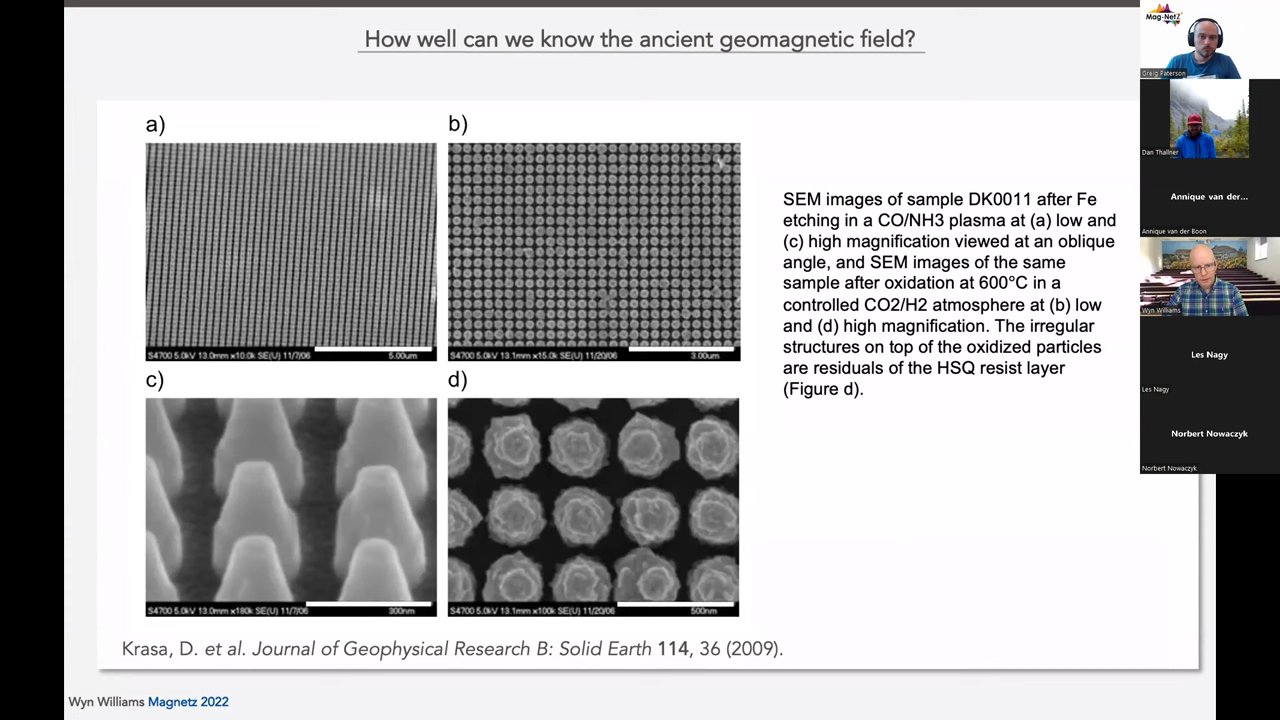 How well can we know the ancient geomagnetic field?
a)
b)
S4700 5.0kV 13.0mm x10.0k SE(U) 11/7/06
5.00um
S4700 5.0kV 13.1mm x15.0k SE(U) 11/20/06
3.00um
c)
d)
S4700 5.0kV 13.0mm x180k SE(U) 11/7/06
300nm
S4700 5.0kV 13.1mm x100k SE(U) 11/20/06
500nm
SEM images of sample DK0011 after Fe
etching in a CO/NH3 plasma at (a) low and
(c) high magnification viewed at an oblique
angle, and SEM images of the same
sample after oxidation at 600°C in a
controlled CO2/H2 atmosphere at (b) low
and (d) high magnification. The irregular
structures on top of the oxidized particles
are residuals of the HSQ resist layer
(Figure d).
Krasa, D. et al. Journal of Geophysical Research B: Solid Earth 114, 36 (2009).
Wyn Williams Magnetz 2022
Mag-NetZ
Greig Paterson
Dan Thallner
Annique van der...
Annique van der Boon
Wyn Williams
Les Nagy
Les Nagy
Norbert Nowaczyk
Norbert Nowaczyk